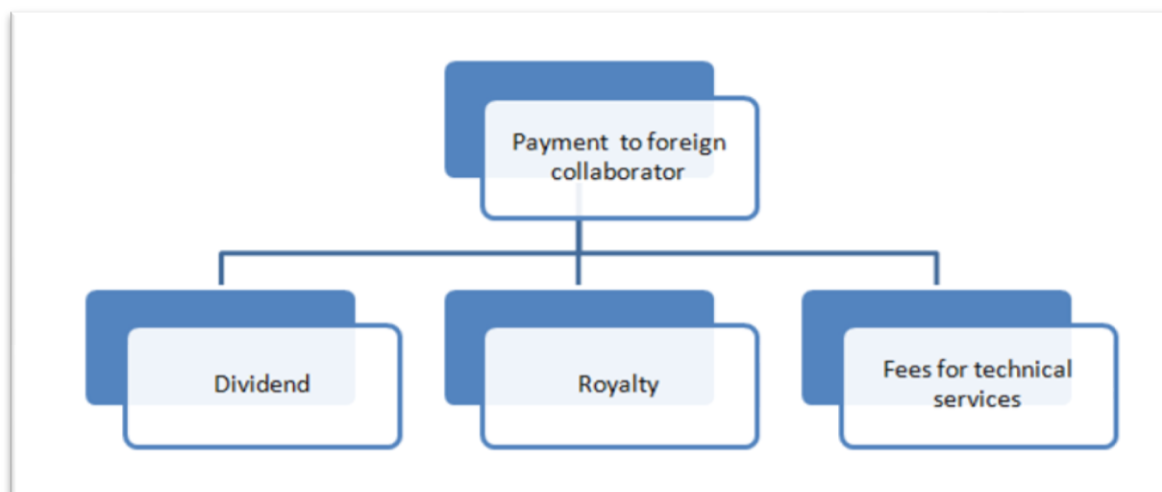 Payment to foreign
collaborator
Dividend
Royalty
Fees for technical
services